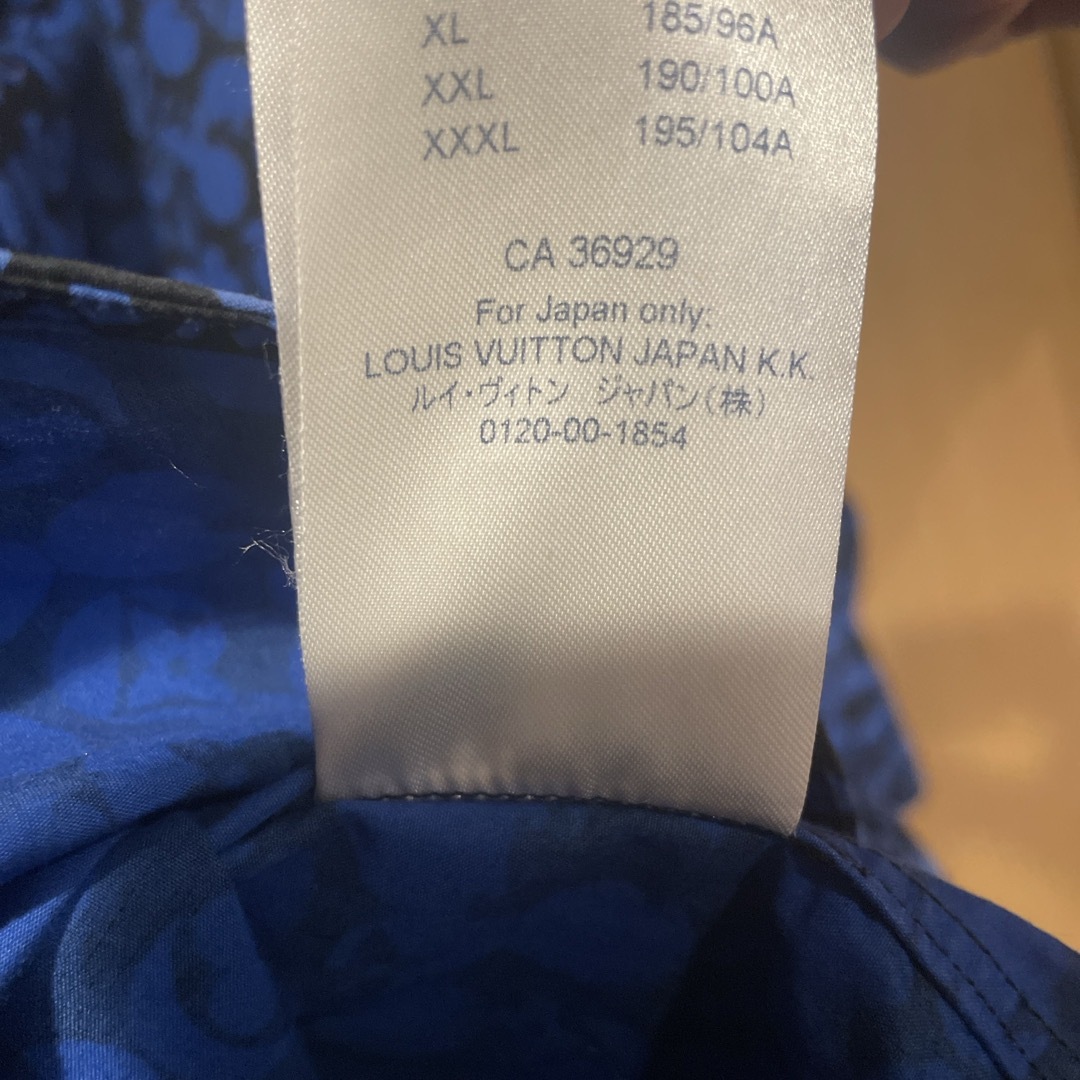 XL 185/96A
XXL 190/100A
XXXL 195/104A
CA 36929
For Japan only:
LOUIS VUITTON JAPAN K.K.
ルイ・ヴィトン ジャパン(株)
0120-00-1854